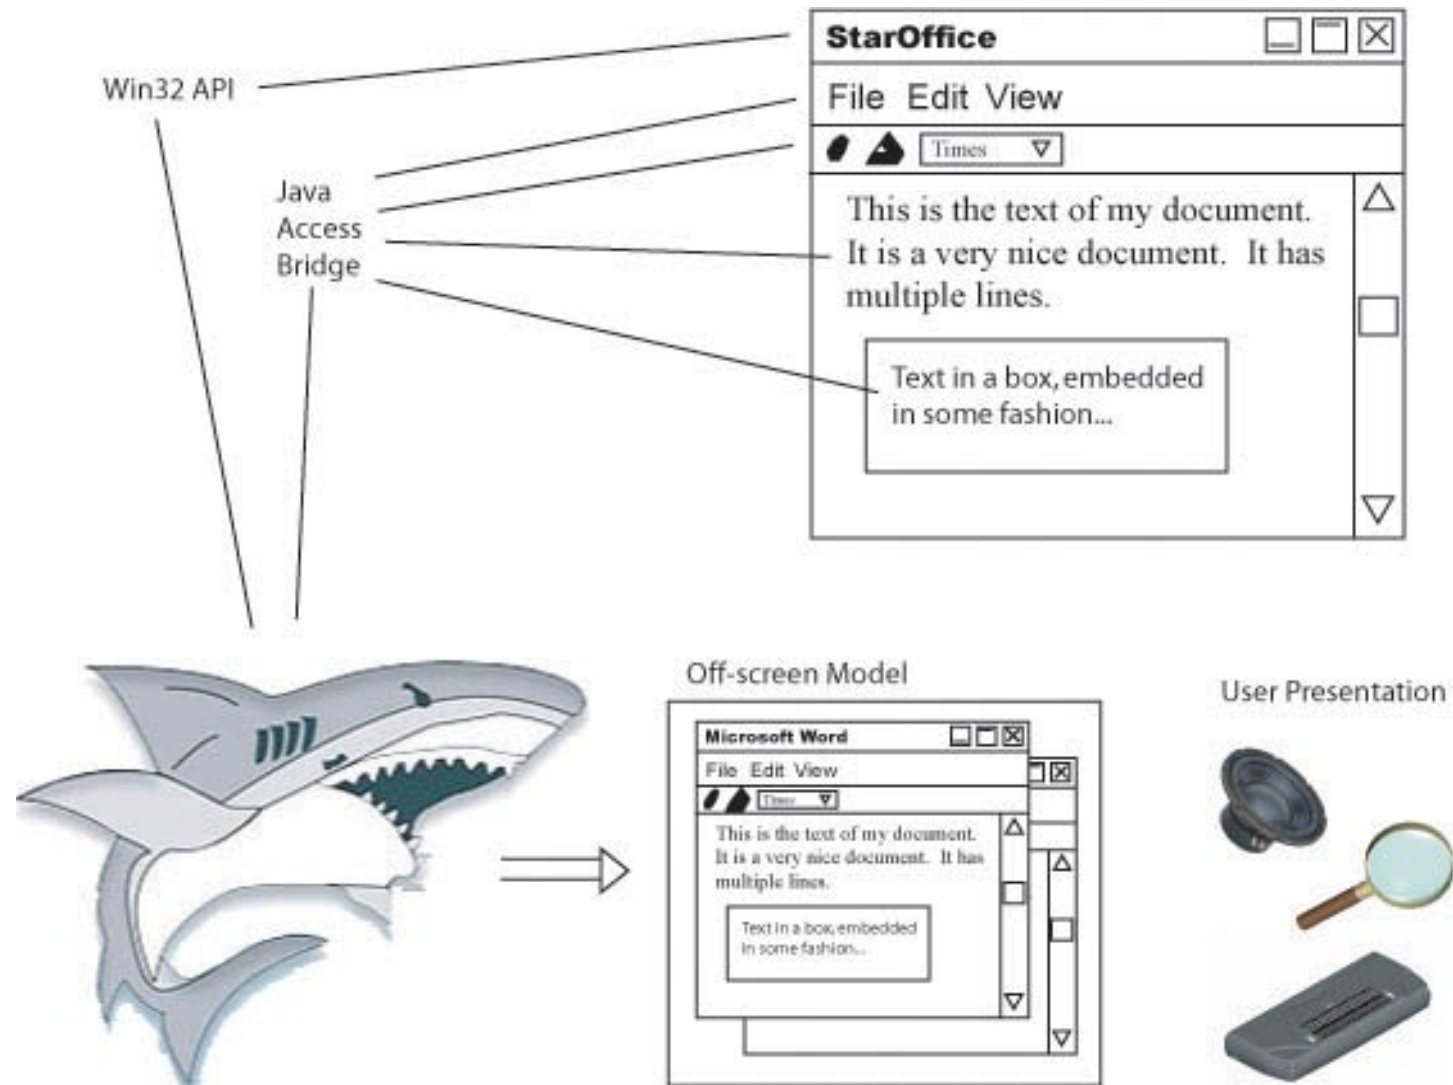 StarOffice
Win32 API
File Edit View
Times
Java
Access
Bridge
This is the text of my document.
It is a very nice document. It has
multiple lines.
Text in a box, embedded
in some fashion...
Off-screen Model
User Presentation
Microsoft Word
File Edit View
Times
This is the text of my document.
It is a very nice document. It has
multiple lines.
Text in a box, embedded
in some fashion...